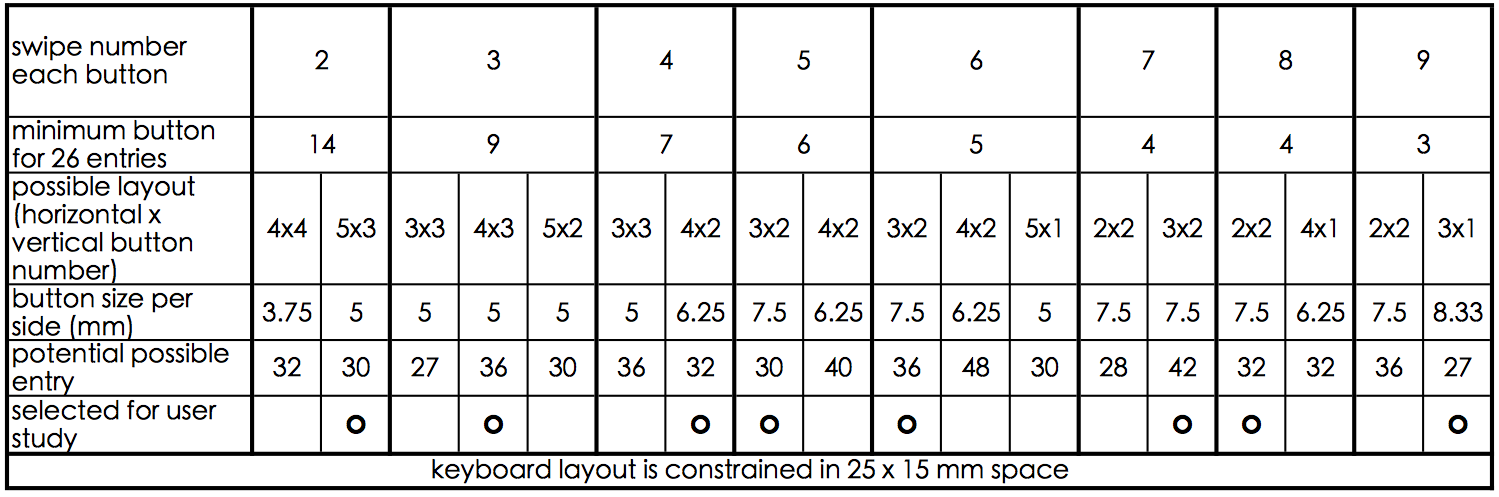 swipe number
each button
2 3 4 5 6 7 8 9
minimum button
for 26 entries
14 9 7 6 5 4 4 3
possible layout
(horizontal x
vertical button
number)
4x4 5x3 3x3 4x3 5x2 3x3 4x2 3x2 4x2 3x2 4x2 5x1 2x2 3x2 2x2 4x1 2x2 3x1
button size per
side (mm)
3.75 5 5 5 5 5 6.25 7.5 6.25 7.5 6.25 5 7.5 7.5 7.5 6.25 7.5 8.33
potential possible
entry
32 30 27 36 30 36 32 30 40 36 48 30 28 42 32 32 36 27
selected for user
study
o o o o o o o o
keyboard layout is constrained in 25 x 15 mm space